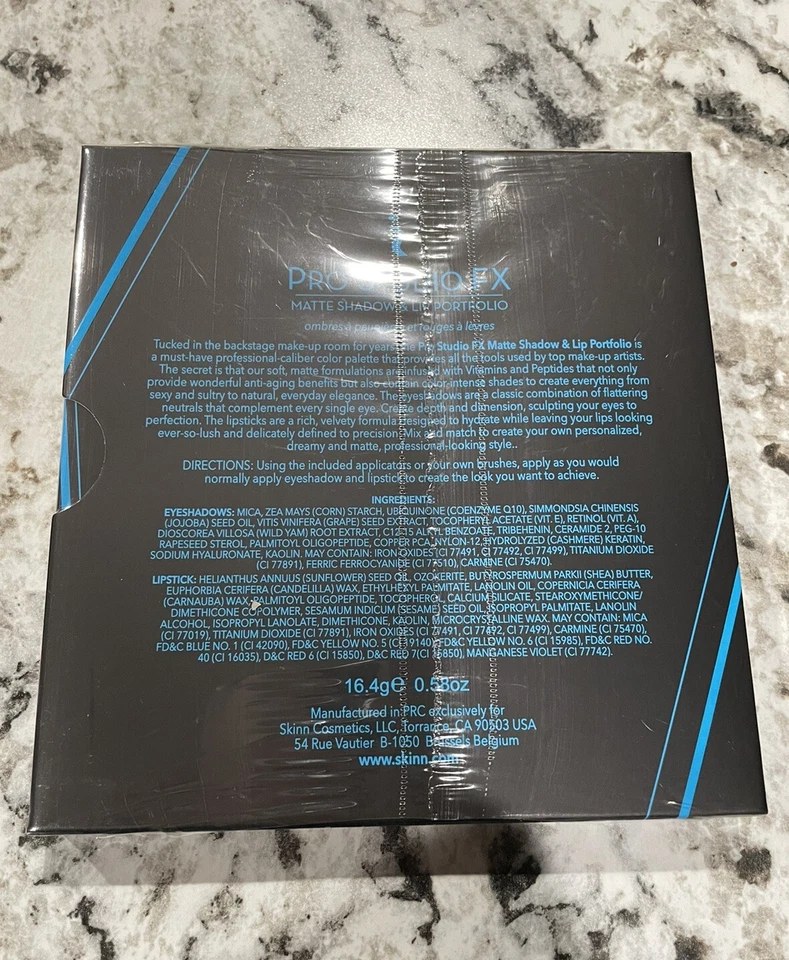 PRO STUDIO FX
MATTE SHADOW & LIP PORTFOLIO
ombres à paupières et rouges à lèvres
Tucked in the backstage make-up room for years, the Pro Studio FX Matte Shadow & Lip Portfolio is
a must-have professional-caliber color palette that provides all the tools used by top make-up artists.
The secret is that our soft, matte formulations are infused with Vitamins and Peptides that not only
provide wonderful anti-aging benefits but also contain color-intense shades to create everything from
sexy and sultry to natural, everyday elegance. The eyeshadows are a classic combination of flattering
neutrals that complement every single eye. Create depth and dimension, sculpting your eyes to
perfection. The lipsticks are a rich, velvety formula designed to hydrate while leaving your lips looking
ever-so-lush and delicately defined to precision. Mix and match to create your own personalized,
dreamy and matte, professional-looking style..
DIRECTIONS: Using the included applicators or your own brushes, apply as you would
normally apply eyeshadow and lipstick to create the look you want to achieve.
INGREDIENTS:
EYESHADOWS: MICA, ZEA MAYS (CORN) STARCH, UBIQUINONE (COENZYME Q10), SIMMONDSIA CHINENSIS
(JOJOBA) SEED OIL, VITIS VINIFERA (GRAPE) SEED EXTRACT, TOCOPHERYL ACETATE (VIT. E), RETINOL (VIT. A),
DIOSCOREA VILLOSA (WILD YAM) ROOT EXTRACT, C12-15 ALKYL BENZOATE, TRIBEHENIN, CERAMIDE 2, PEG-10
RAPESEED STEROL, PALMITOYL OLIGOPEPTIDE, COPPER PCA, NYLON-12, HYDROLYZED (CASHMERE) KERATIN,
SODIUM HYALURONATE, KAOLIN. MAY CONTAIN: IRON OXIDES (CI 77491, CI 77492, CI 77499), TITANIUM DIOXIDE
(CI 77891), FERRIC FERROCYANIDE (CI 77510), CARMINE (CI 75470).
LIPSTICK: HELIANTHUS ANNUUS (SUNFLOWER) SEED OIL, OZOKERITE, BUTYROSPERMUM PARKII (SHEA) BUTTER,
EUPHORBIA CERIFERA (CANDELILLA) WAX, ETHYLHEXYL PALMITATE, LANOLIN OIL, COPERNICIA CERIFERA
(CARNAUBA) WAX, PALMITOYL OLIGOPEPTIDE, TOCOPHEROL, CALCIUM SILICATE, STEAROXYMETHICONE/
DIMETHICONE COPOLYMER, SESAMUM INDICUM (SESAME) SEED OIL, ISOPROPYL PALMITATE, LANOLIN
ALCOHOL, ISOPROPYL LANOLATE, DIMETHICONE, KAOLIN, MICROCRYSTALLINE WAX. MAY CONTAIN: MICA
(CI 77019), TITANIUM DIOXIDE (CI 77891), IRON OXIDES (CI 77491, CI 77492, CI 77499), CARMINE (CI 75470),
FD&C BLUE NO. 1 (CI 42090), FD&C YELLOW NO. 5 (CI 19140), FD&C YELLOW NO. 6 (CI 15985), FD&C RED NO.
40 (CI 16035), D&C RED 6 (CI 15850), D&C RED 7(CI 15850), MANGANESE VIOLET (CI 77742).
16.4g℮ 0.58oz
Manufactured in PRC exclusively for
Skinn Cosmetics, LLC, Torrance, CA 90503 USA
54 Rue Vautier B-1050 Brussels Belgium
www.skinn.com